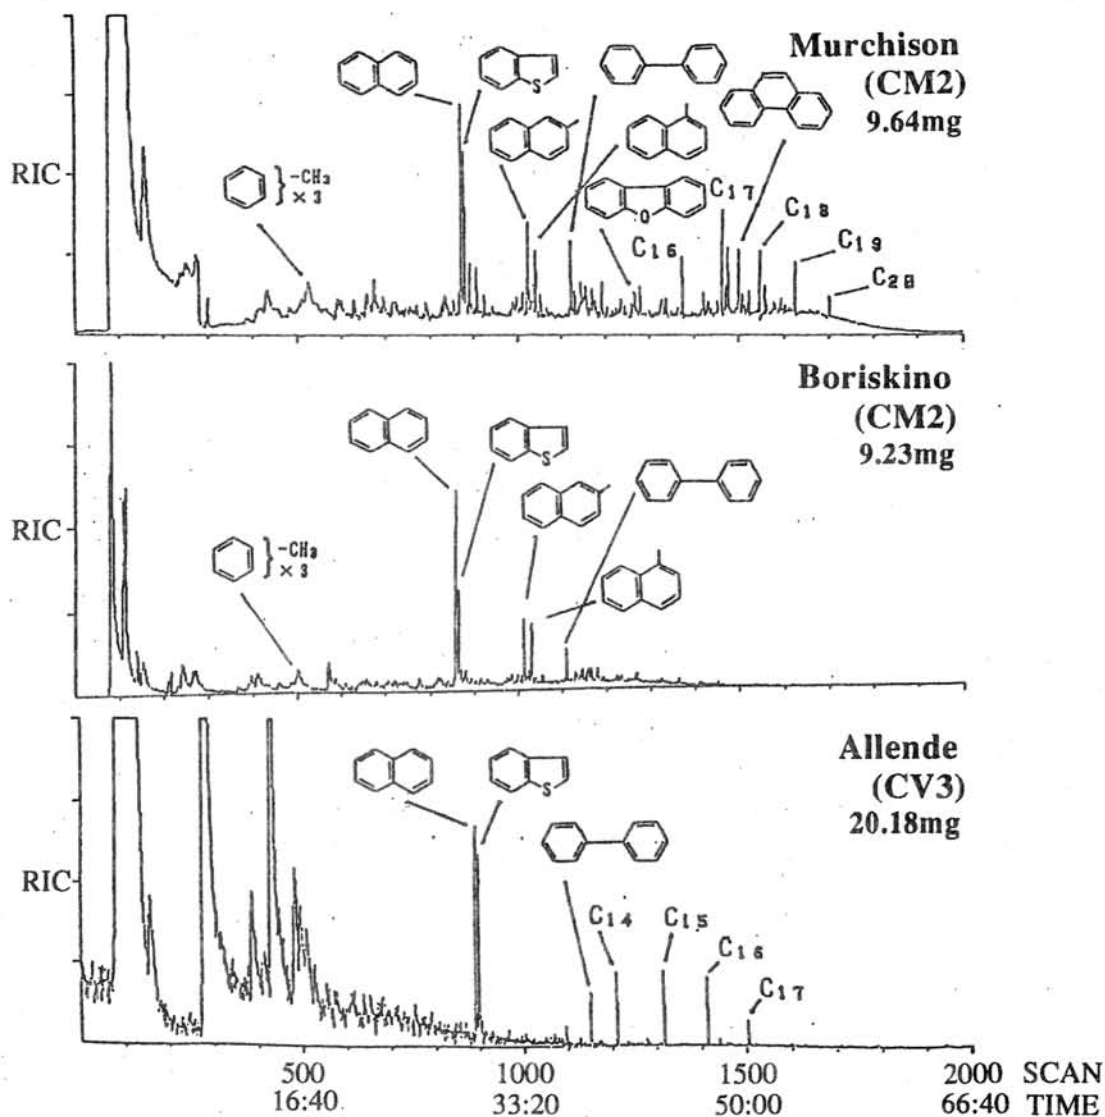 Murchison
(CM2)
9.64mg
RIC
-CH3
×3
S
O
C16
C17
C18
C19
C20
Boriskino
(CM2)
9.23mg
RIC
-CH3
×3
S
Allende
(CV3)
20.18mg
RIC
S
C14
C15
C16
C17
500 1000 1500 2000 SCAN
16:40 33:20 50:00 66:40 TIME